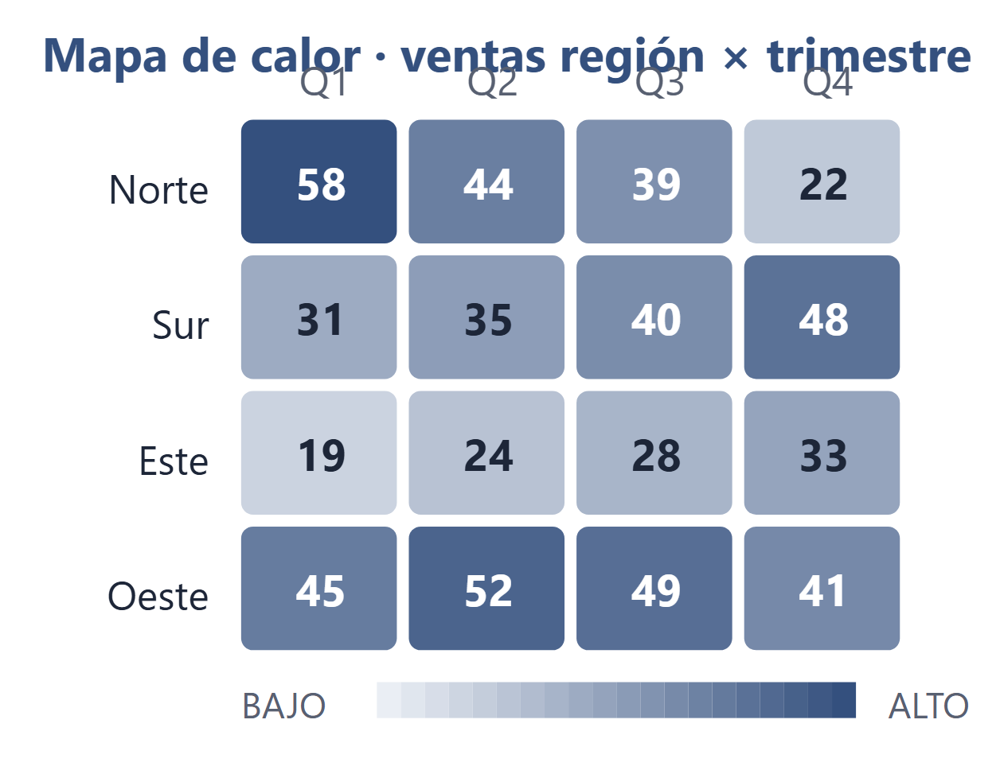 Mapa de calor · ventas región × trimestre
Q1 Q2 Q3 Q4
Norte 58 44 39 22
Sur 31 35 40 48
Este 19 24 28 33
Oeste 45 52 49 41
BAJO ALTO